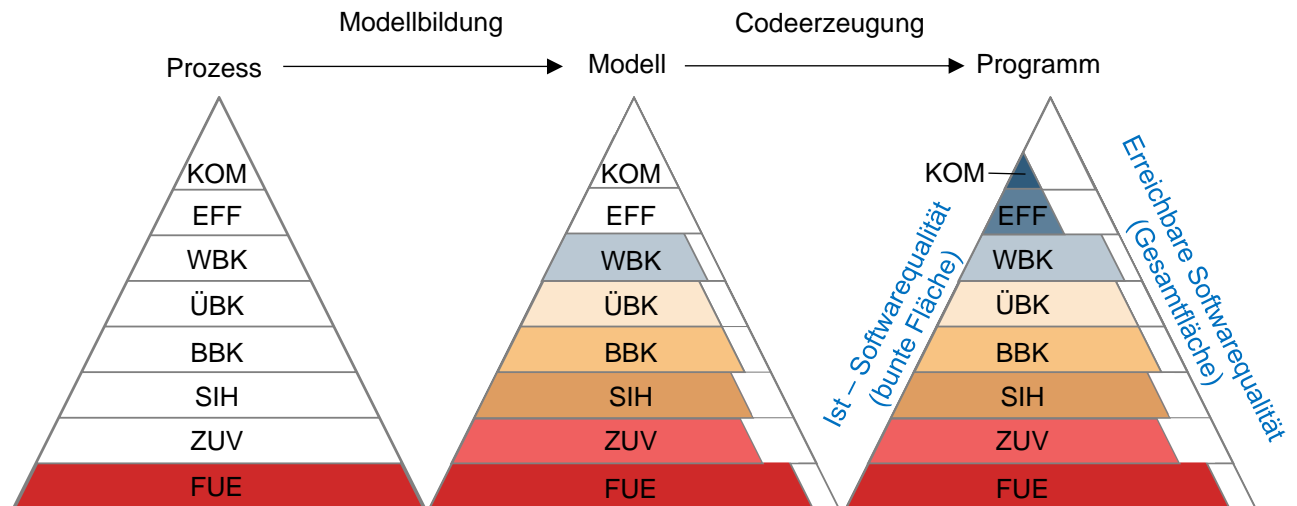 Modellbildung
Codeerzeugung
Prozess
Modell
Programm
KOM
EFF
WBK
ÜBK
BBK
SIH
ZUV
FUE
KOM
EFF
WBK
ÜBK
BBK
SIH
ZUV
FUE
KOM
EFF
WBK
ÜBK
BBK
SIH
ZUV
FUE
Ist – Softwarequalität
(bunte Fläche)
Erreichbare Softwarequalität
(Gesamtfläche)